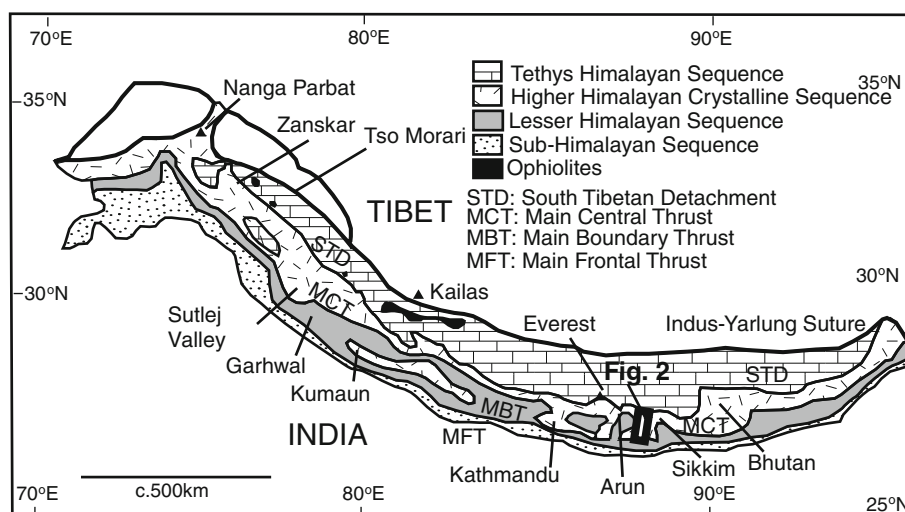 70°E
80°E
90°E
35°N
35°N
Nanga Parbat
Zanskar
Tso Morari
Tethys Himalayan Sequence
Higher Himalayan Crystalline Sequence
Lesser Himalayan Sequence
Sub-Himalayan Sequence
Ophiolites
STD: South Tibetan Detachment
MCT: Main Central Thrust
MBT: Main Boundary Thrust
MFT: Main Frontal Thrust
TIBET
STD
30°N
30°N
MCT
Kailas
Sutlej
Valley
Everest
Indus-Yarlung Suture
Garhwal
Fig. 2
STD
Kumaun
MBT
MCT
INDIA
MFT
Kathmandu
Arun
Sikkim
Bhutan
c.500km
70°E
80°E
90°E
25°N